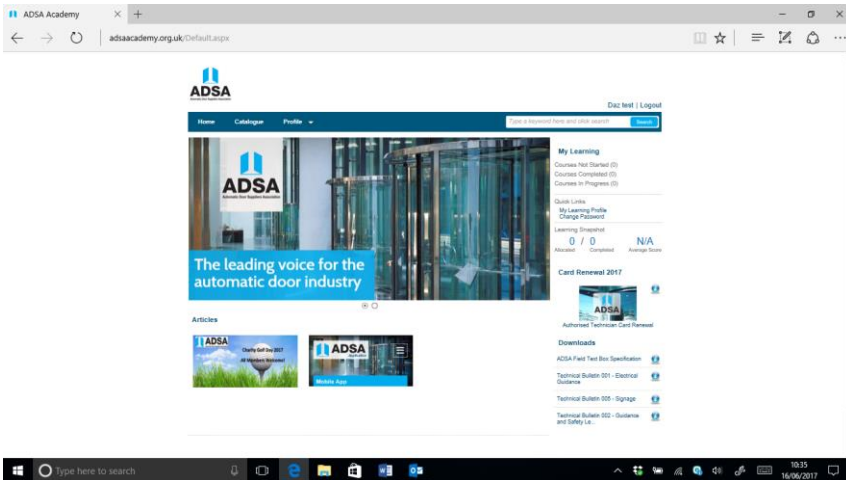 ADSA Academy
adsaacademy.org.uk/Default.aspx
ADSA
Automatic Door Suppliers Association
Daz test | Logout
Home Catalogue Profile
Type a keyword here and click search Search
ADSA
Automatic Door Suppliers Association
The leading voice for the
automatic door industry
My Learning
Courses Not Started (0)
Courses Completed (0)
Courses In Progress (0)
Quick Links
My Learning Profile
Change Password
Learning Snapshot
0 / 0 N/A
Allocated Completed Average Score
Card Renewal 2017
ADSA
Authorised Technician Card Renewal
Articles
ADSA
Charity Golf Day 2017
All Members Welcome!
ADSA
Mobile App
Downloads
ADSA Field Test Box Specification
Technical Bulletin 001 - Electrical
Guidance
Technical Bulletin 005 - Signage
Technical Bulletin 002 - Guidance
and Safety Le...
Type here to search
10:35
16/06/2017